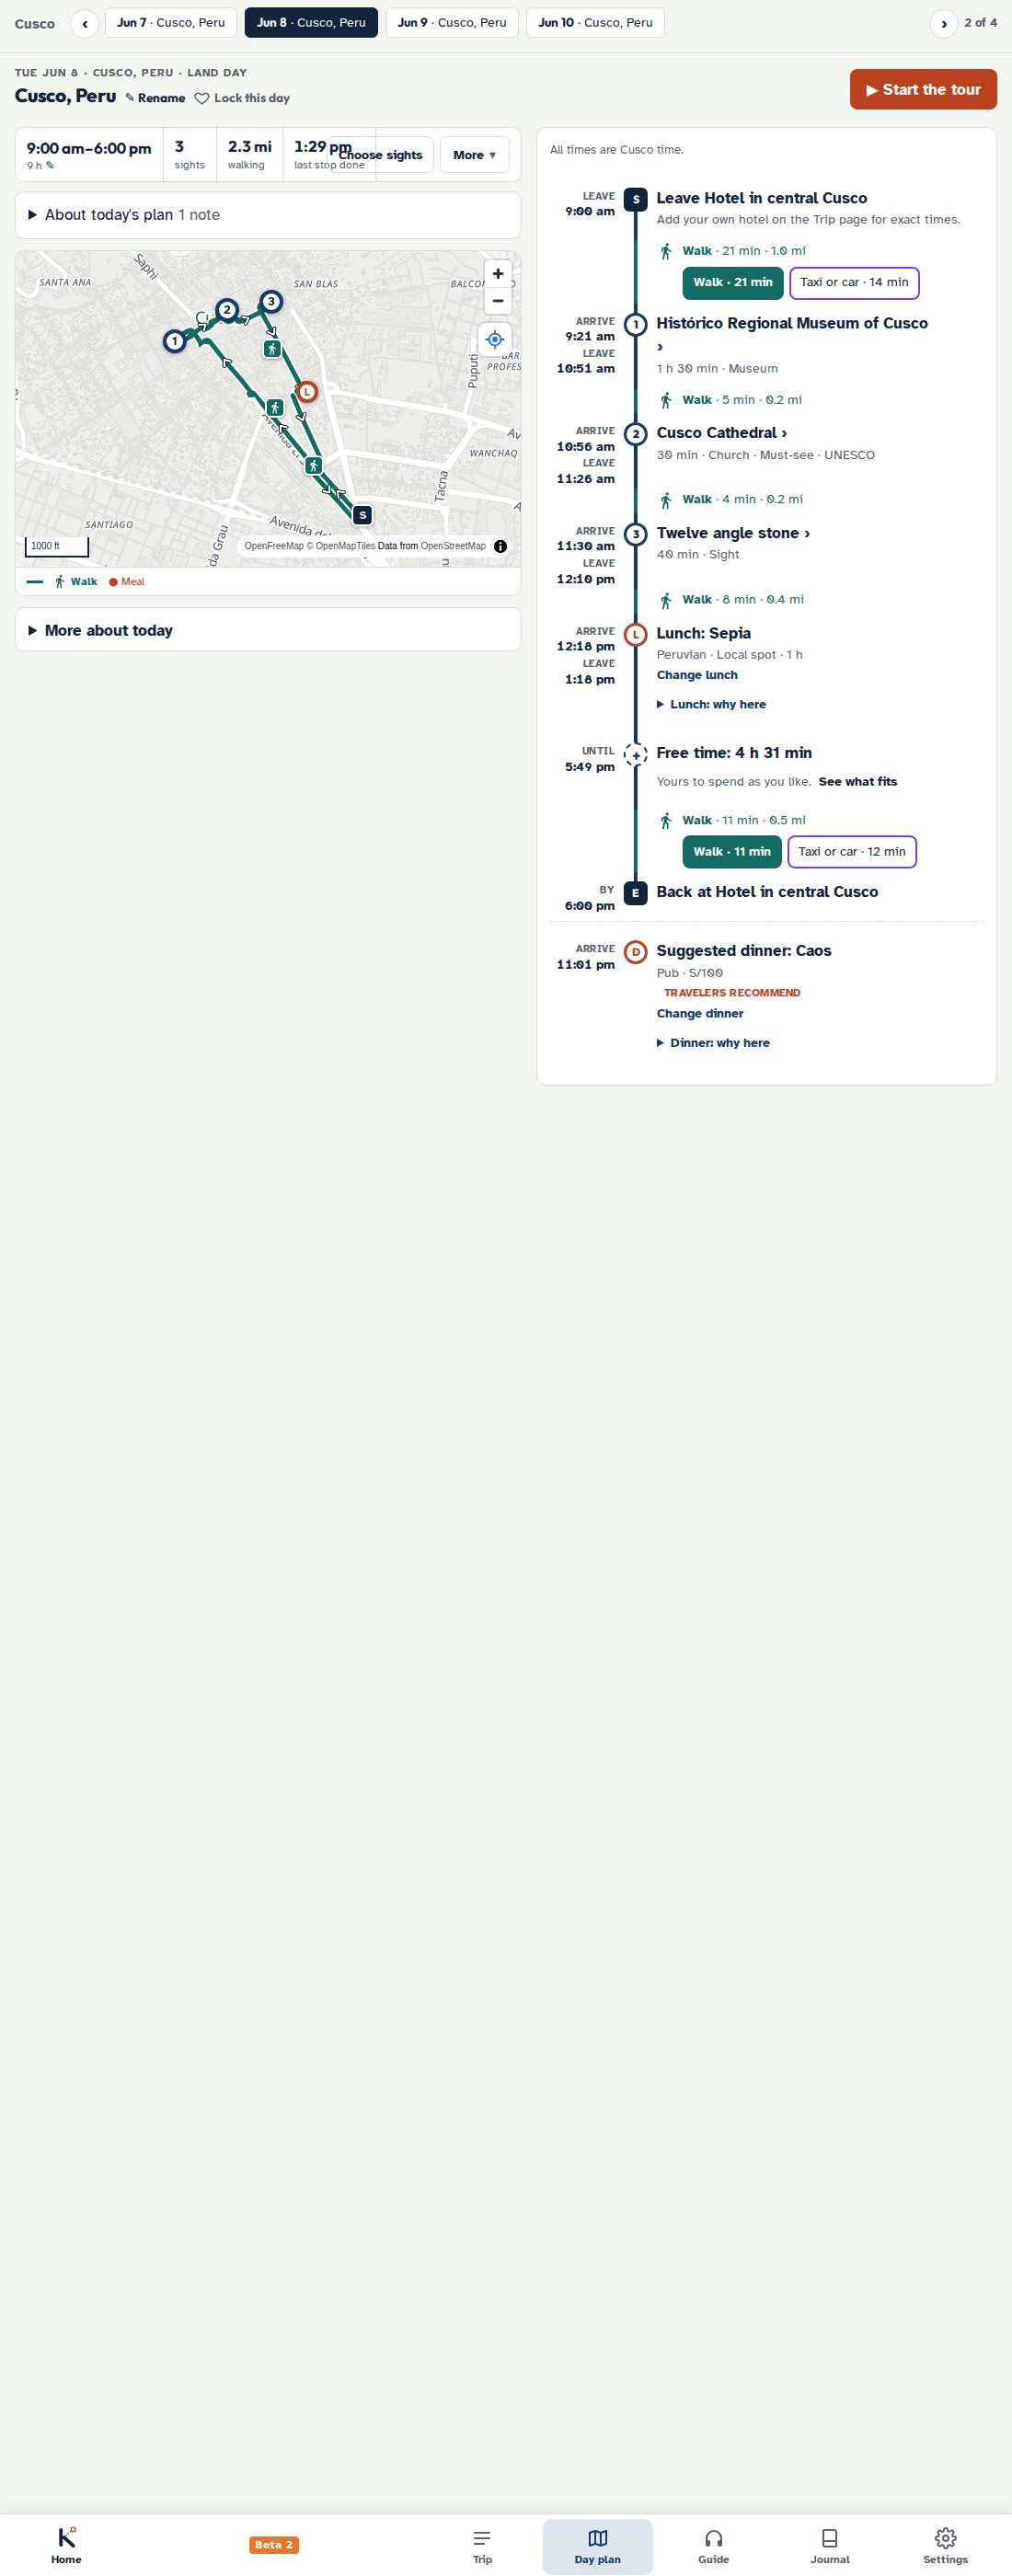 Cusco
‹
Jun 7 · Cusco, Peru
Jun 8 · Cusco, Peru
Jun 9 · Cusco, Peru
Jun 10 · Cusco, Peru
›
2 of 4
TUE JUN 8 · CUSCO, PERU · LAND DAY
Cusco, Peru ✎ Rename Lock this day
▶ Start the tour
9:00 am–6:00 pm
9 h ✎
3
sights
2.3 mi
walking
1:29 pm
last stop done
Choose sights
More ▾
▶ About today's plan 1 note
SANTA ANA
Saphi
SAN BLAS
PROFES
Puputi
WANCHAQ
Tacna
SANTIAGO
da Grau
1
2
3
L
S
+
−
1000 ft
OpenFreeMap © OpenMapTiles Data from OpenStreetMap
Walk
Meal
▶ More about today
All times are Cusco time.
LEAVE
9:00 am
S
Leave Hotel in central Cusco
Add your own hotel on the Trip page for exact times.
Walk · 21 min · 1.0 mi
Walk · 21 min
Taxi or car · 14 min
ARRIVE
9:21 am
LEAVE
10:51 am
1
Histórico Regional Museum of Cusco
›
1 h 30 min · Museum
Walk · 5 min · 0.2 mi
ARRIVE
10:56 am
LEAVE
11:26 am
2
Cusco Cathedral ›
30 min · Church · Must-see · UNESCO
Walk · 4 min · 0.2 mi
ARRIVE
11:30 am
LEAVE
12:10 pm
3
Twelve angle stone ›
40 min · Sight
Walk · 8 min · 0.4 mi
ARRIVE
12:18 pm
LEAVE
1:18 pm
L
Lunch: Sepia
Peruvian · Local spot · 1 h
Change lunch
▶ Lunch: why here
UNTIL
5:49 pm
+
Free time: 4 h 31 min
Yours to spend as you like. See what fits
Walk · 11 min · 0.5 mi
Walk · 11 min
Taxi or car · 12 min
BY
6:00 pm
E
Back at Hotel in central Cusco
ARRIVE
11:01 pm
D
Suggested dinner: Caos
Pub · S/100
TRAVELERS RECOMMEND
Change dinner
▶ Dinner: why here
Home
Beta 2
Trip
Day plan
Guide
Journal
Settings